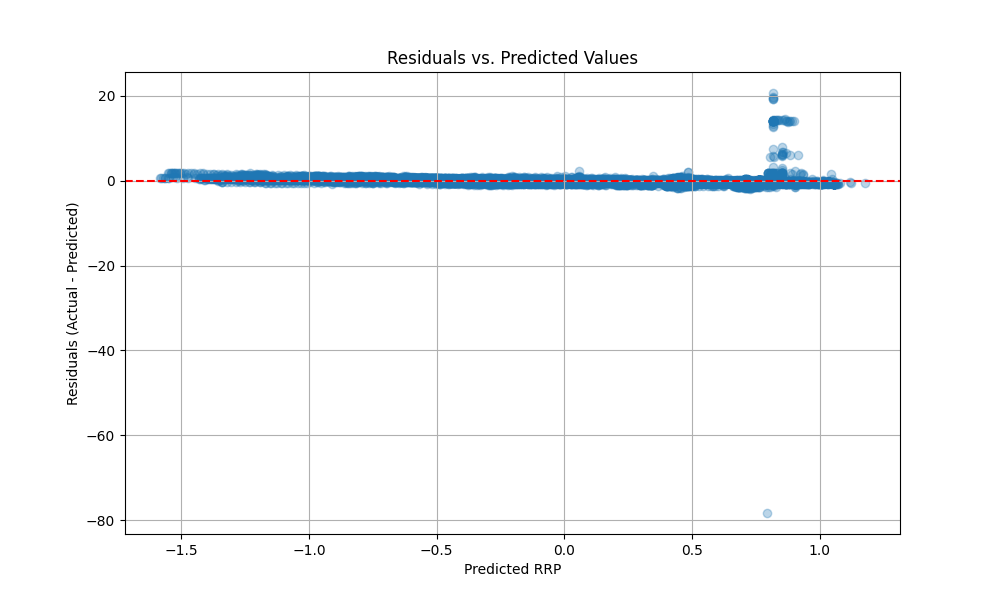 Residuals vs. Predicted Values
20
0
−20
−40
−60
−80
Residuals (Actual - Predicted)
−1.5 −1.0 −0.5 0.0 0.5 1.0
Predicted RRP